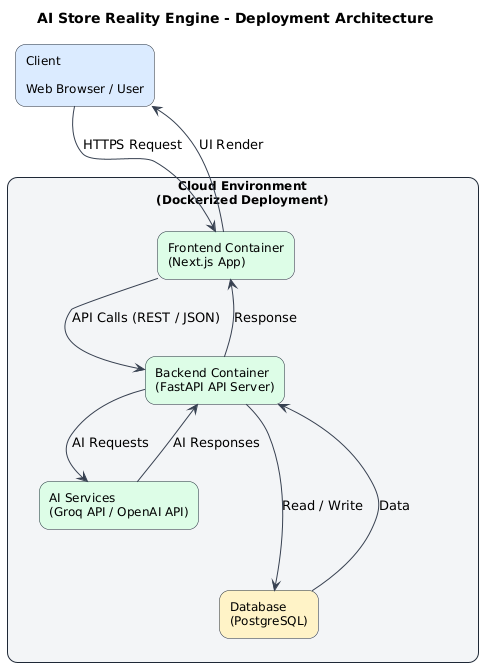 AI Store Reality Engine - Deployment Architecture
Client
Web Browser / User
HTTPS Request
UI Render
Cloud Environment
(Dockerized Deployment)
Frontend Container
(Next.js App)
API Calls (REST / JSON)
Response
Backend Container
(FastAPI API Server)
AI Requests
AI Responses
AI Services
(Groq API / OpenAI API)
Read / Write
Data
Database
(PostgreSQL)